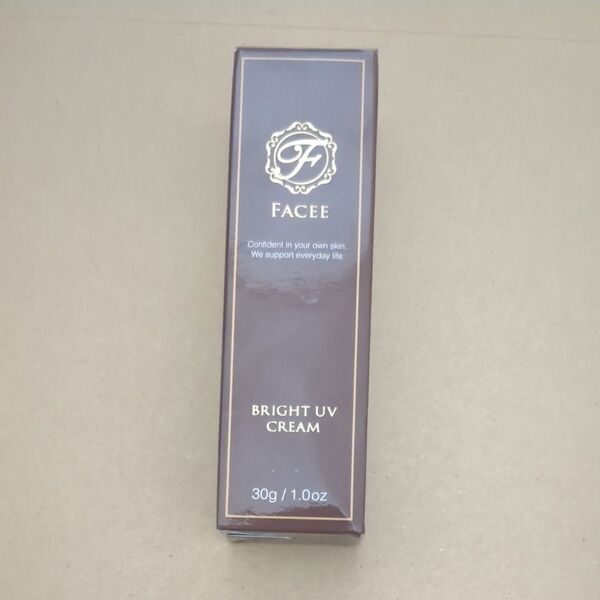 F
FACEE
Confident in your own skin.
We support everyday life.
BRIGHT UV
CREAM
30g / 1.0oz